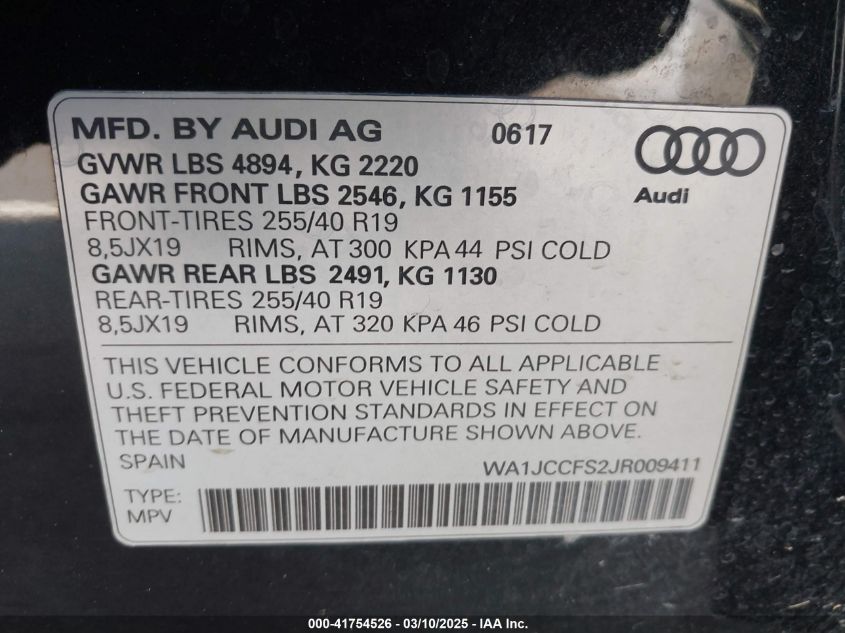 MFD. BY AUDI AG 0617
GVWR LBS 4894, KG 2220
GAWR FRONT LBS 2546, KG 1155
Audi
FRONT-TIRES 255/40 R19
8,5JX19 RIMS, AT 300 KPA 44 PSI COLD
GAWR REAR LBS 2491, KG 1130
REAR-TIRES 255/40 R19
8,5JX19 RIMS, AT 320 KPA 46 PSI COLD
THIS VEHICLE CONFORMS TO ALL APPLICABLE
U.S. FEDERAL MOTOR VEHICLE SAFETY AND
THEFT PREVENTION STANDARDS IN EFFECT ON
THE DATE OF MANUFACTURE SHOWN ABOVE.
SPAIN WA1JCCFS2JR009411
TYPE:
MPV
000-41754526 - 03/10/2025 - IAA Inc.